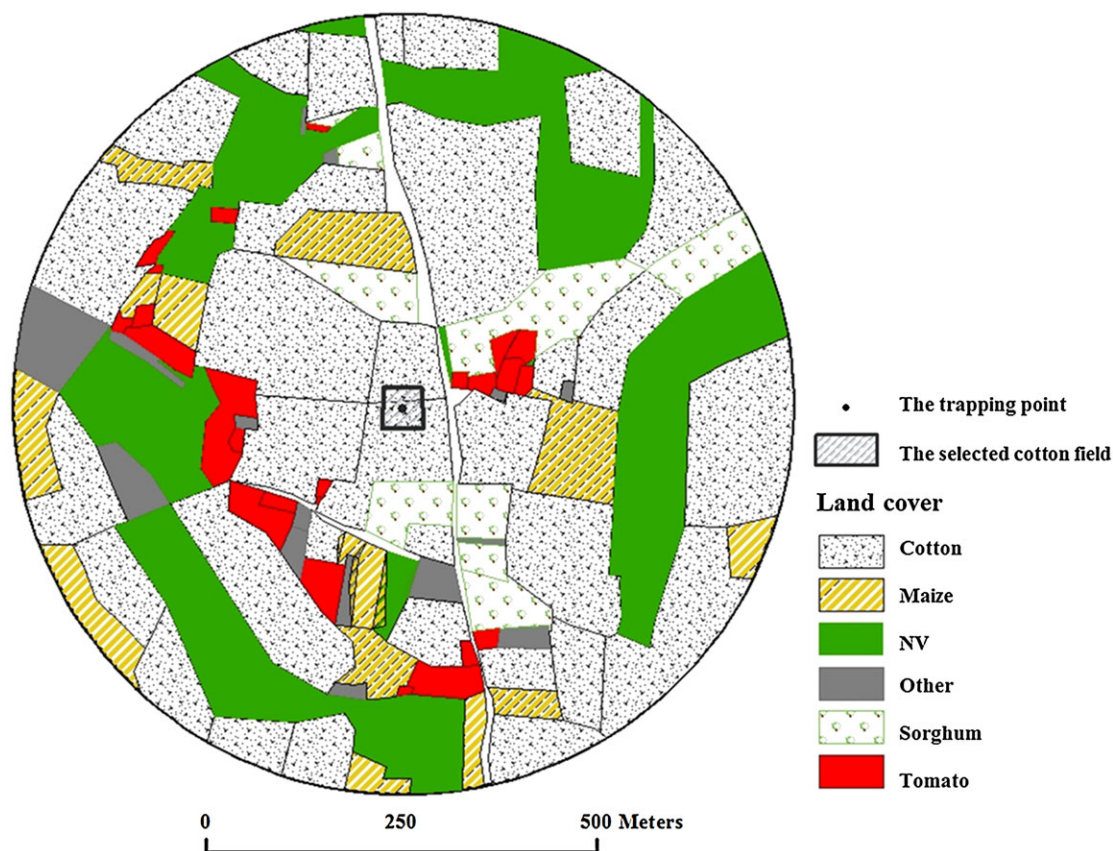 The trapping point
The selected cotton field
Land cover
Cotton
Maize
NV
Other
Sorghum
Tomato
0 250 500 Meters